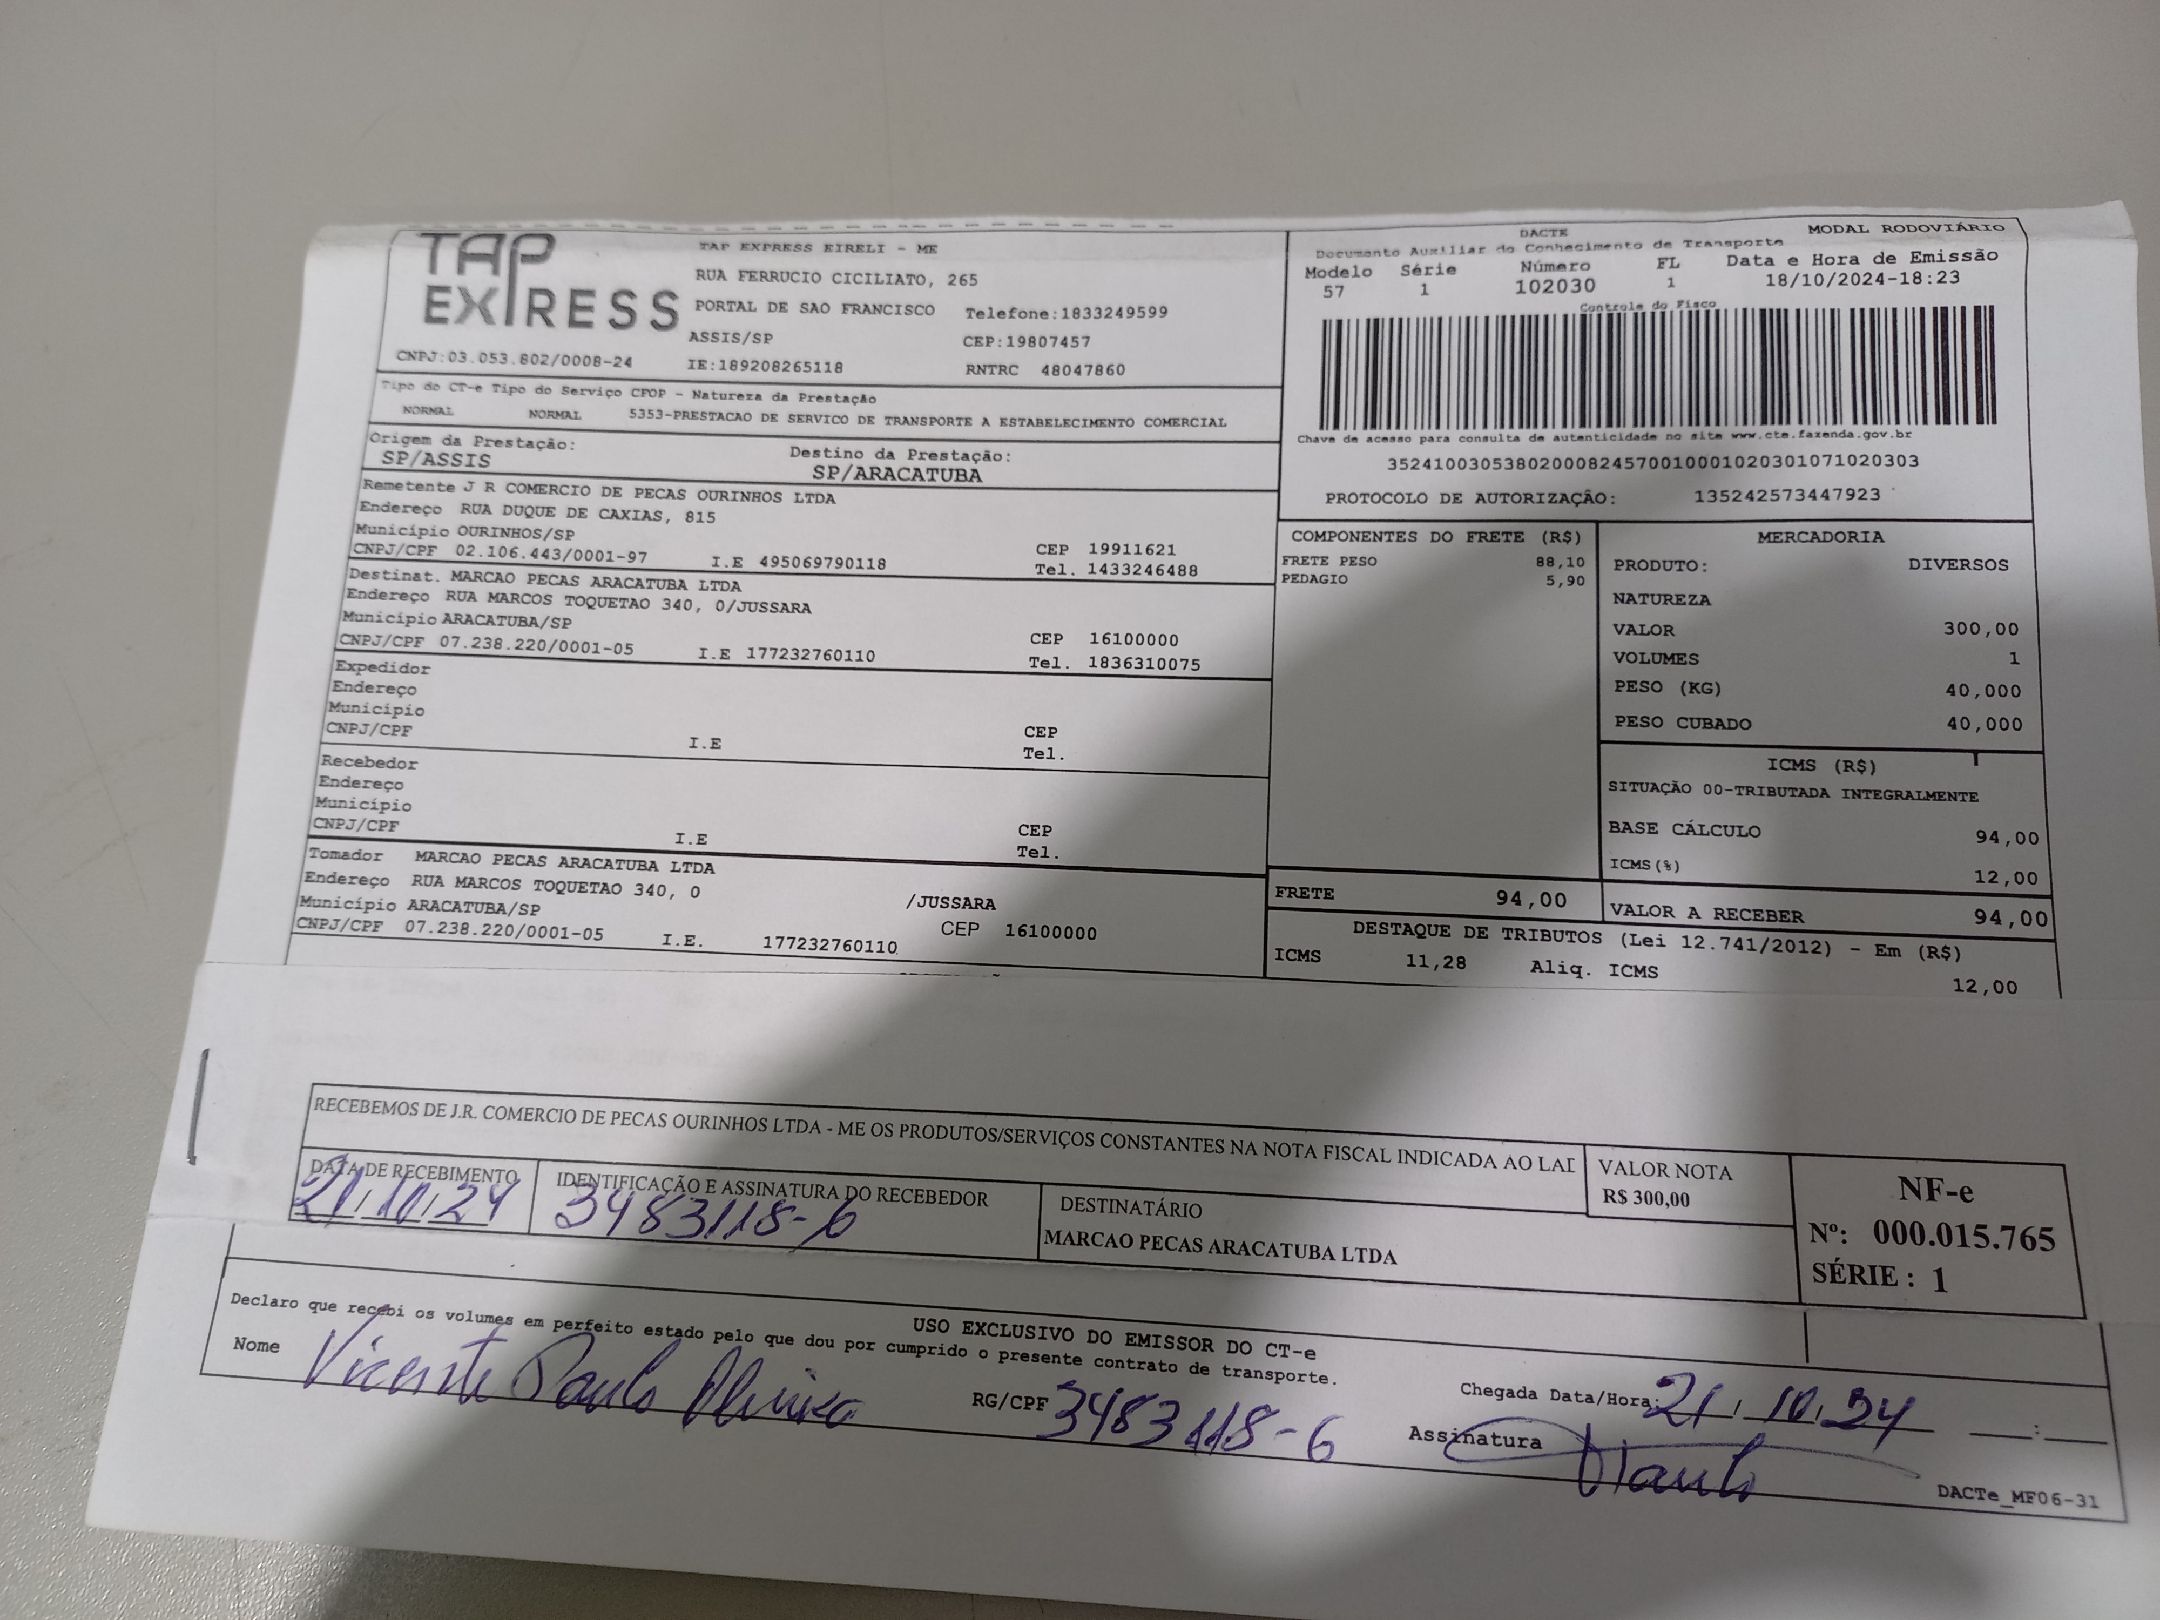 TAP EXPRESS
TAP EXPRESS EIRELI - ME
RUA FERRUCIO CICILIATO, 265
PORTAL DE SAO FRANCISCO Telefone:1833249599
ASSIS/SP CEP:19807457
CNPJ:03.053.802/0008-24 IE:189208265118 RNTRC 48047860
DACTE MODAL RODOVIÁRIO
Documento Auxiliar do Conhecimento de Transporte
Modelo Série Número FL Data e Hora de Emissão
57 1 102030 1 18/10/2024-18:23
Controle do Fisco
Chave de acesso para consulta de autenticidade no site www.cte.fazenda.gov.br
35241003053802000824570010001020301071020303
PROTOCOLO DE AUTORIZAÇÃO: 135242573447923
Tipo do CT-e Tipo do Serviço CFOP - Natureza da Prestação
NORMAL NORMAL 5353-PRESTACAO DE SERVICO DE TRANSPORTE A ESTABELECIMENTO COMERCIAL
Origem da Prestação: Destino da Prestação:
SP/ASSIS SP/ARACATUBA
Remetente J R COMERCIO DE PECAS OURINHOS LTDA
Endereço RUA DUQUE DE CAXIAS, 815
Município OURINHOS/SP CEP 19911621
CNPJ/CPF 02.106.443/0001-97 I.E 495069790118 Tel. 1433246488
Destinat. MARCAO PECAS ARACATUBA LTDA
Endereço RUA MARCOS TOQUETAO 340, 0/JUSSARA
Município ARACATUBA/SP CEP 16100000
CNPJ/CPF 07.238.220/0001-05 I.E 177232760110 Tel. 1836310075
Expedidor
Endereço
Município CEP
CNPJ/CPF I.E Tel.
Recebedor
Endereço
Município CEP
CNPJ/CPF I.E Tel.
Tomador MARCAO PECAS ARACATUBA LTDA
Endereço RUA MARCOS TOQUETAO 340, 0 /JUSSARA
Município ARACATUBA/SP CEP 16100000
CNPJ/CPF 07.238.220/0001-05 I.E. 177232760110
COMPONENTES DO FRETE (R$)
FRETE PESO 88,10
PEDAGIO 5,90
MERCADORIA
PRODUTO: DIVERSOS
NATUREZA
VALOR 300,00
VOLUMES 1
PESO (KG) 40,000
PESO CUBADO 40,000
ICMS (R$)
SITUAÇÃO 00-TRIBUTADA INTEGRALMENTE
BASE CÁLCULO 94,00
ICMS(%) 12,00
FRETE 94,00 VALOR A RECEBER 94,00
DESTAQUE DE TRIBUTOS (Lei 12.741/2012) - Em (R$)
ICMS 11,28 Aliq. ICMS 12,00
RECEBEMOS DE J.R. COMERCIO DE PECAS OURINHOS LTDA - ME OS PRODUTOS/SERVIÇOS CONSTANTES NA NOTA FISCAL INDICADA AO LAD
DATA DE RECEBIMENTO IDENTIFICAÇÃO E ASSINATURA DO RECEBEDOR
21.10.24 3483118-6
DESTINATÁRIO
MARCAO PECAS ARACATUBA LTDA
VALOR NOTA
R$ 300,00
NF-e
Nº: 000.015.765
SÉRIE : 1
USO EXCLUSIVO DO EMISSOR DO CT-e
Declaro que recebi os volumes em perfeito estado pelo que dou por cumprido o presente contrato de transporte.
Nome Vicente Paulo Oliveira RG/CPF 3483118-6 Chegada Data/Hora: 21.10.24 :
Assinatura
DACTe_MF06-31